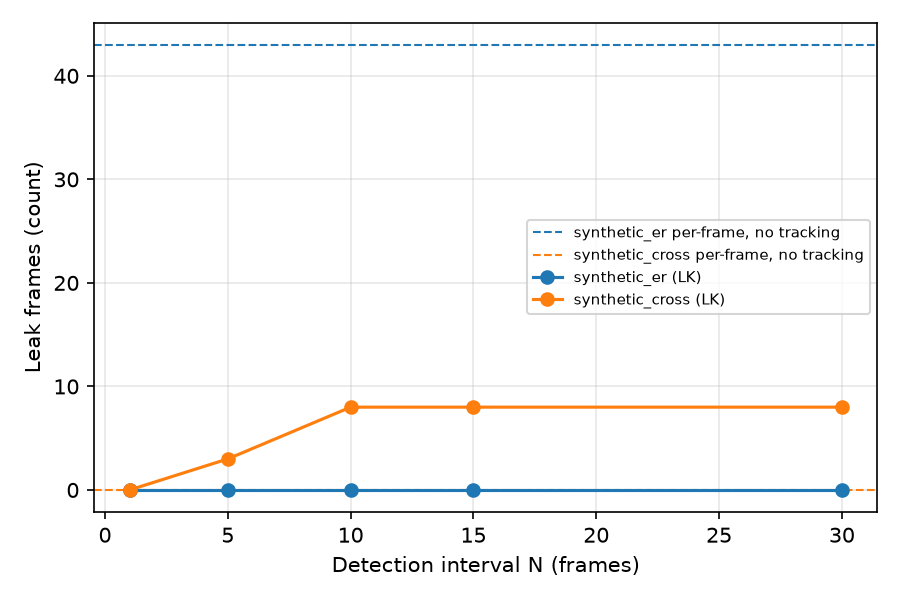 40
30
20
10
0
Leak frames (count)
synthetic_er per-frame, no tracking
synthetic_cross per-frame, no tracking
synthetic_er (LK)
synthetic_cross (LK)
0 5 10 15 20 25 30
Detection interval N (frames)